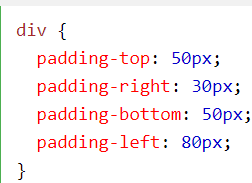 div {
  padding-top: 50px;
  padding-right: 30px;
  padding-bottom: 50px;
  padding-left: 80px;
}